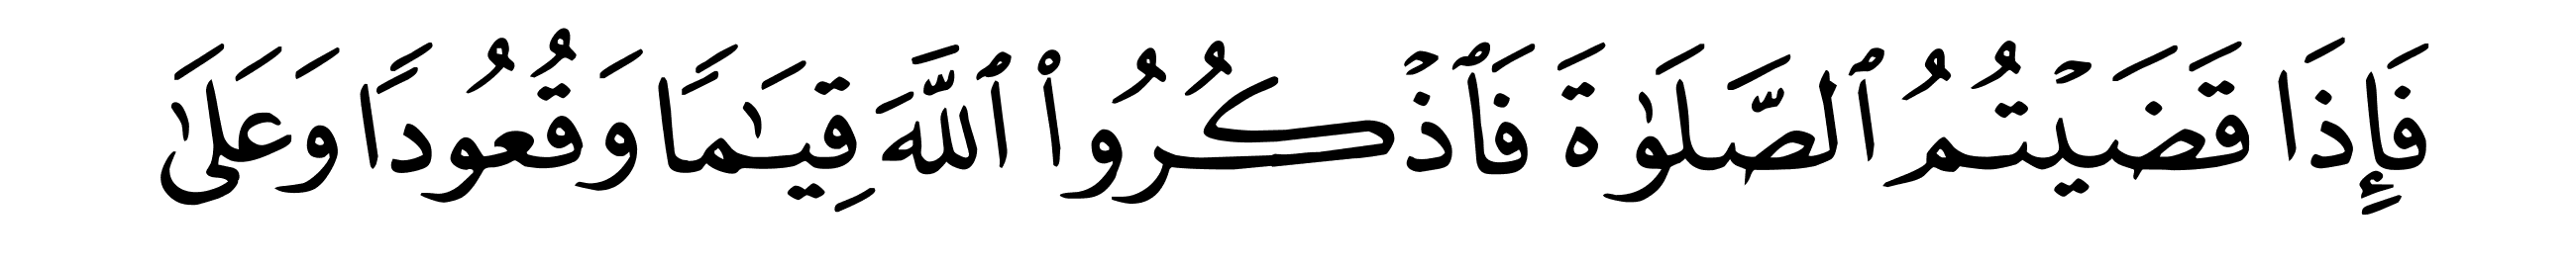 فَإِذَا قَضَيۡتُمُ ٱلصَّلَوٰةَ فَٱذۡكُرُواْ ٱللَّهَ قِيَٰمٗا وَقُعُودٗا وَعَلَىٰ